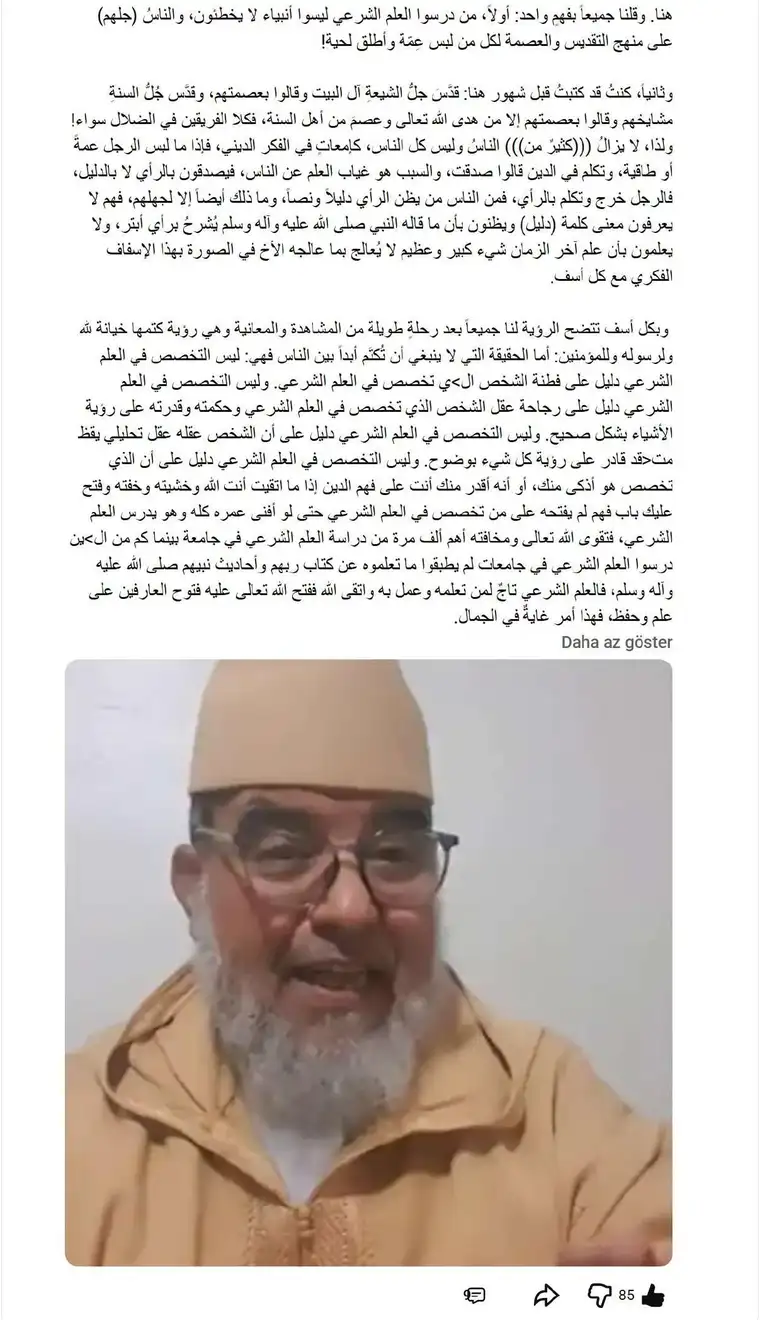 هنا. وقلنا جميعاً بفهمٍ واحد: أولاً، من درسوا العلم الشرعي ليسوا أنبياء لا يخطئون، والناسُ (جلهم)
على منهج التقديس والعصمة لكل من لبس عِمّة وأطلق لحية!
وثانياً، كنتُ قد كتبتُ قبل شهور هنا: قدَّسَ جلُّ الشيعةِ آل البيت وقالوا بعصمتهم، وقدَّس جُلُّ السنةِ
مشايخهم وقالوا بعصمتهم إلا من هدى الله تعالى وعصمَ من أهل السنة، فكلا الفريقين في الضلال سواء!
ولذا، لا يزالُ (((كثيرٌ من))) الناسُ وليس كل الناس، كإمعاتٍ في الفكر الديني، فإذا ما لبس الرجل عمةً
أو طاقية، وتكلم في الدين قالوا صدقت، والسبب هو غياب العلم عن الناس، فيصدقون بالرأي لا بالدليل،
فالرجل خرج وتكلم بالرأي، فمن الناس من يظن الرأي دليلاً ونصاً، وما ذلك أيضاً إلا لجهلهم، فهم لا
يعرفون معنى كلمة (دليل) ويظنون بأن ما قاله النبي صلى الله عليه وآله وسلم يُشرحُ برأي أبتر، ولا
يعلمون بأن علم آخر الزمان شيء كبير وعظيم لا يُعالج بما عالجه الأخ في الصورة بهذا الإسفاف
الفكري مع كل أسف.
وبكل أسف تتضح الرؤية لنا جميعاً بعد رحلةٍ طويلة من المشاهدة والمعانية وهي رؤية كتمها خيانة لله
ولرسوله وللمؤمنين: أما الحقيقة التي لا ينبغي أن تُكتَم أبداً بين الناس فهي: ليس التخصص في العلم
الشرعي دليل على فطنة الشخص ال>ي تخصص في العلم الشرعي. وليس التخصص في العلم
الشرعي دليل على رجاحة عقل الشخص الذي تخصص في العلم الشرعي وحكمته وقدرته على رؤية
الأشياء بشكل صحيح. وليس التخصص في العلم الشرعي دليل على أن الشخص عقله عقل تحليلي يقظ
مت<قد قادر على رؤية كل شيء بوضوح. وليس التخصص في العلم الشرعي دليل على أن الذي
تخصص هو أذكى منك، أو أنه أقدر منك أنت على فهم الدين إذا ما اتقيت أنت الله وخشيته وخفته وفتح
عليك باب فهم لم يفتحه على من تخصص في العلم الشرعي حتى لو أفنى عمره كله وهو يدرس العلم
الشرعي، فتقوى الله تعالى ومخافته أهم ألف مرة من دراسة العلم الشرعي في جامعة بينما كم من ال>ين
درسوا العلم الشرعي في جامعات لم يطبقوا ما تعلموه عن كتاب ربهم وأحاديث نبيهم صلى الله عليه
وآله وسلم، فالعلم الشرعي تاجٌ لمن تعلمه وعمل به واتقى الله ففتح الله تعالى عليه فتوح العارفين على
علم وحفظ، فهذا أمر غايةٌ في الجمال.
Daha az göster
85
9